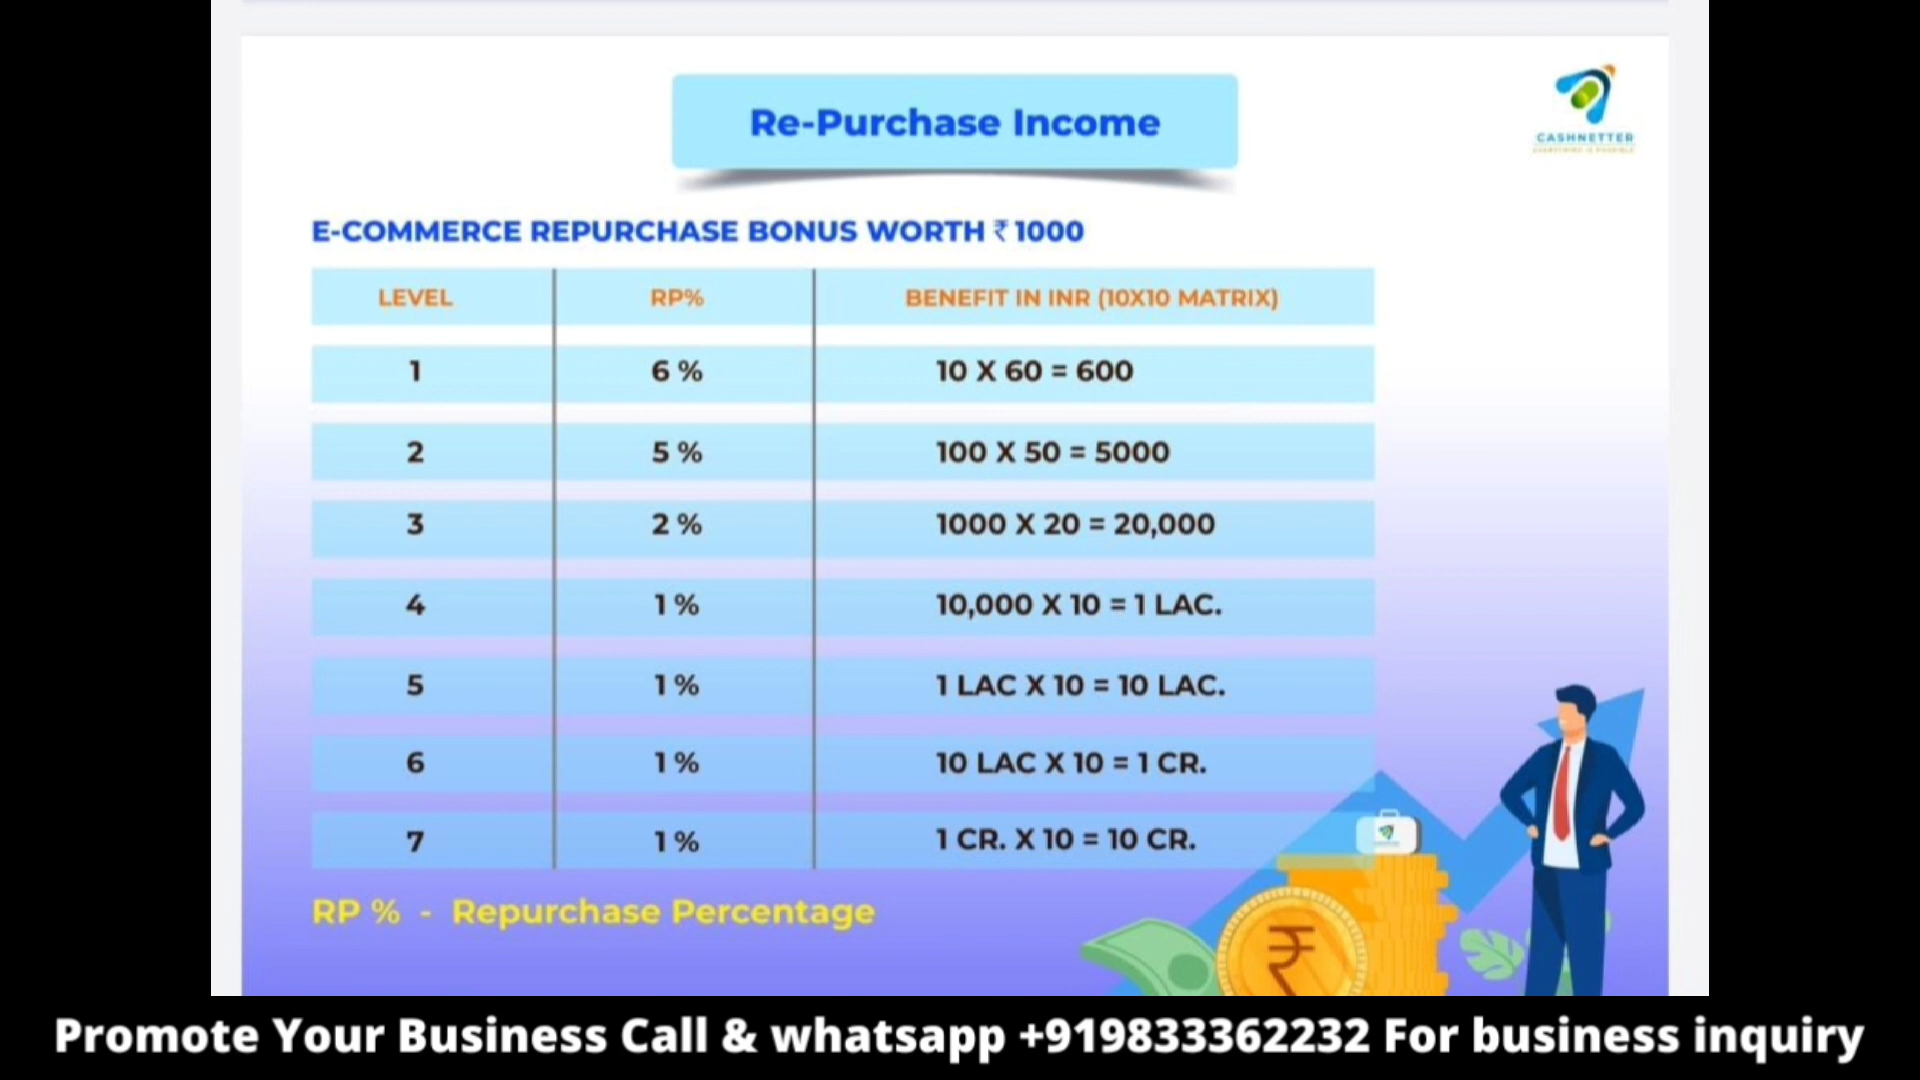 Re-Purchase Income
CASHNETTER
E-COMMERCE REPURCHASE BONUS WORTH ₹ 1000
LEVEL RP% BENEFIT IN INR (10X10 MATRIX)
1 6 % 10 X 60 = 600
2 5 % 100 X 50 = 5000
3 2 % 1000 X 20 = 20,000
4 1 % 10,000 X 10 = 1 LAC.
5 1 % 1 LAC X 10 = 10 LAC.
6 1 % 10 LAC X 10 = 1 CR.
7 1 % 1 CR. X 10 = 10 CR.
RP % - Repurchase Percentage
₹
Promote Your Business Call & whatsapp +919833362232 For business inquiry